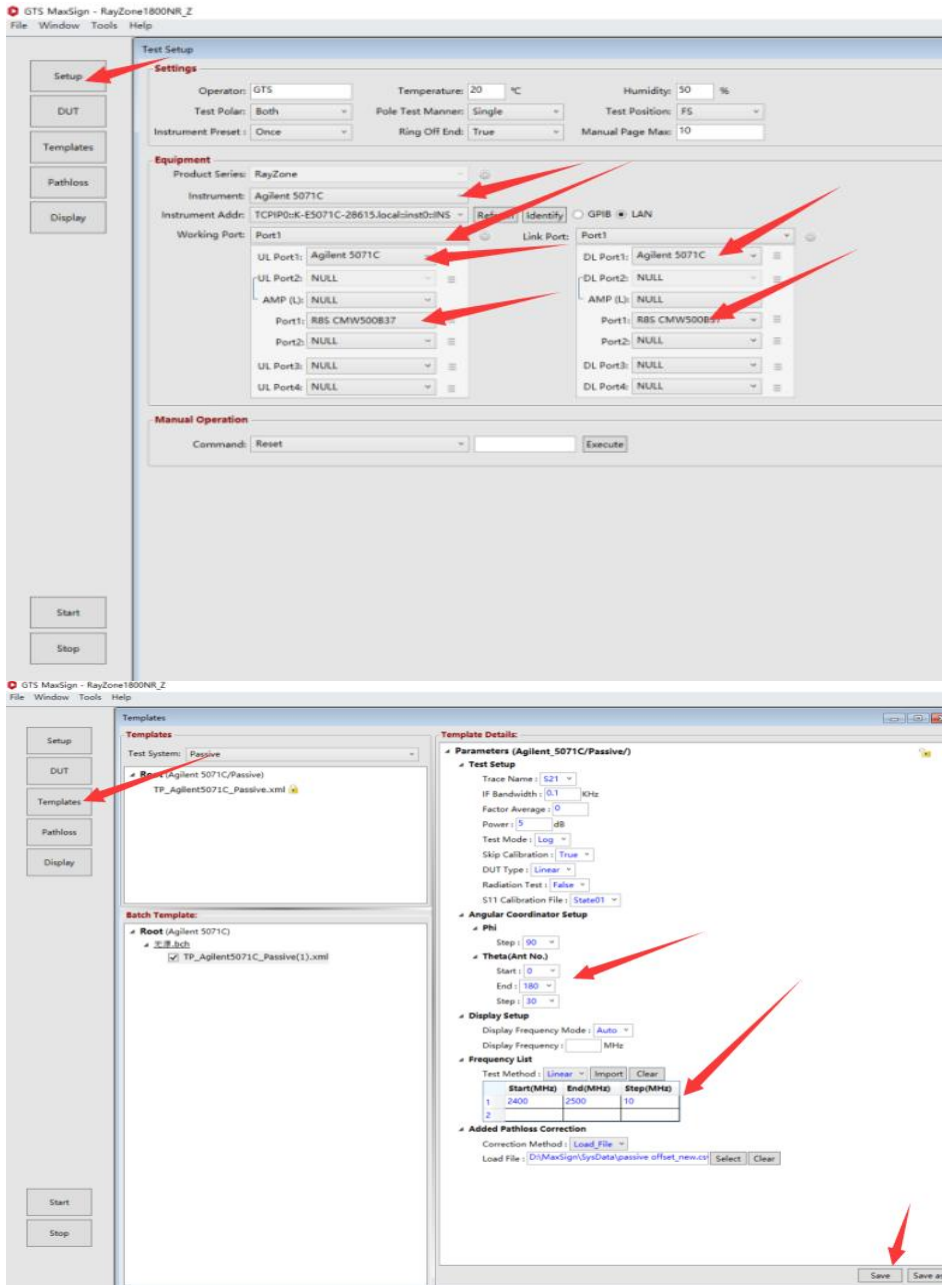 GTS MaxSign - RayZone1800NR_Z
File Window Tools Help
Test Setup
Setup
DUT
Templates
Pathloss
Display
Start
Stop
Settings
Operator: GTS Temperature: 20 ℃ Humidity: 50 %
Test Polar: Both Pole Test Manner: Single Test Position: FS
Instrument Preset : Once Ring Off End: True Manual Page Max: 10
Equipment
Product Series: RayZone
Instrument: Agilent 5071C
Instrument Addr: TCPIP0::K-E5071C-28615.local::inst0::INS Identify GPIB LAN
Working Port: Port1 Link Port: Port1
UL Port1: Agilent 5071C DL Port1: Agilent 5071C
UL Port2: NULL DL Port2: NULL
AMP (L): NULL AMP (L): NULL
Port1: R&S CMW500B37 Port1: R&S
Port2: NULL Port2: NULL
UL Port3: NULL DL Port3: NULL
UL Port4: NULL DL Port4: NULL
Manual Operation
Command: Reset Execute
GTS MaxSign - RayZone1800NR_Z
File Window Tools Help
Setup
DUT
Templates
Pathloss
Display
Start
Stop
Templates
Templates
Test System: Passive
Root (Agilent 5071C/Passive)
TP_Agilent5071C_Passive.xml
Batch Template:
Root (Agilent 5071C)
无源.bch
TP_Agilent5071C_Passive(1).xml
Template Details:
Parameters (Agilent_5071C/Passive/)
Test Setup
Trace Name : S21
IF Bandwidth : 0.1 KHz
Factor Average : 0
Power : 5 dB
Test Mode : Log
Skip Calibration : True
DUT Type : Linear
Radiation Test : False
S11 Calibration File : State01
Angular Coordinator Setup
Phi
Step : 90
Theta(Ant No.)
Start : 0
End : 180
Step : 30
Display Setup
Display Frequency Mode : Auto
Display Frequency : MHz
Frequency List
Test Method : Linear Import Clear
Start(MHz) End(MHz) Step(MHz)
1 2400 2500 10
2
Added Pathloss Correction
Correction Method : Load_File
Load File : D:\MaxSign\SysData\passive offset_new.cs Select Clear
Save Save as